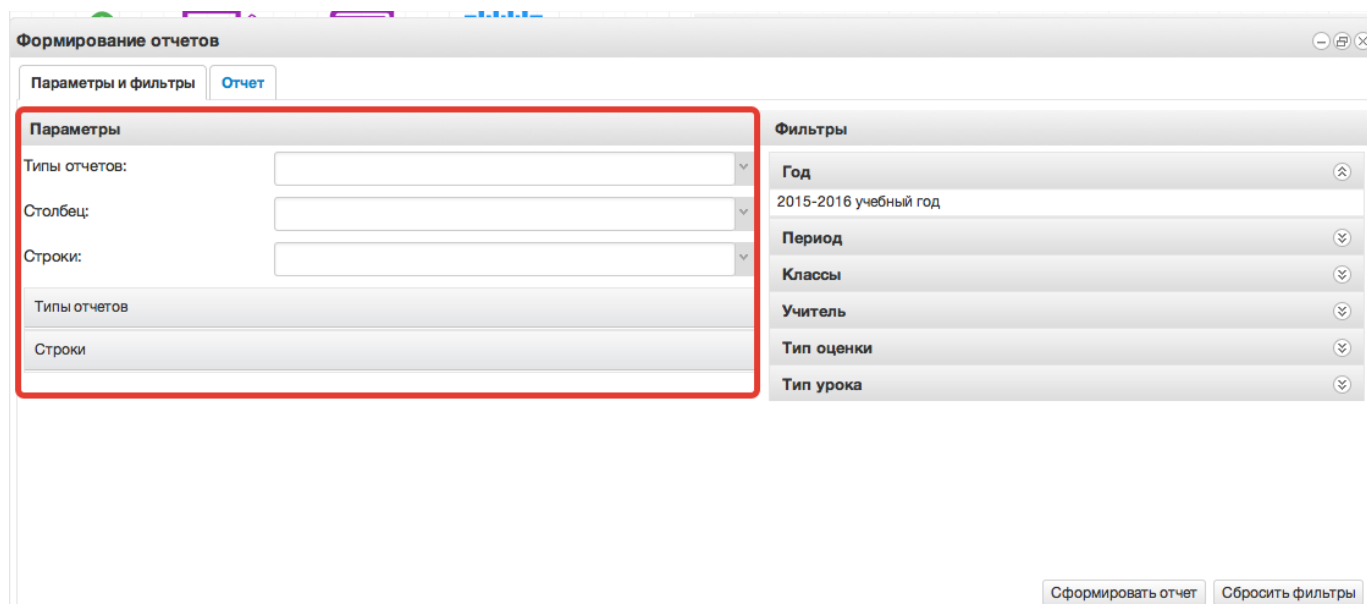 Формирование отчетов
Параметры и фильтры
Отчет
Параметры
Типы отчетов:
Столбец:
Строки:
Типы отчетов
Строки
Фильтры
Год
2015-2016 учебный год
Период
Классы
Учитель
Тип оценки
Тип урока
Сформировать отчет
Сбросить фильтры